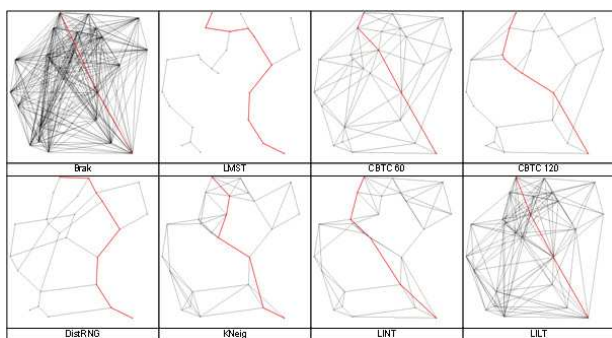 Brak
LMST
CBTC 60
CBTC 120
DistRNG
KNeig
LINT
LILT